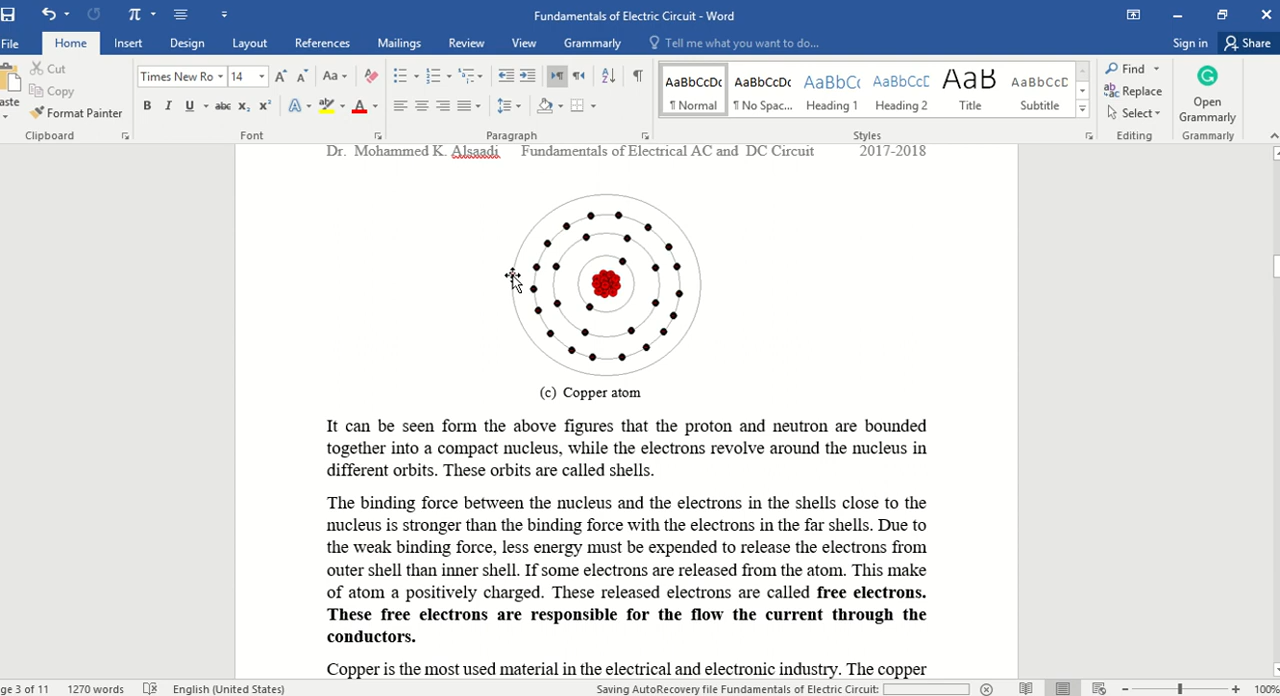 Fundamentals of Electric Circuit - Word
File Home Insert Design Layout References Mailings Review View Grammarly Tell me what you want to do... Sign in Share
Cut
Copy
Format Painter
aste
Times New Ro 14
Aa
B I U abc X₂ X²
AaBbCcDc AaBbCcDc AaBbCc AaBbCcD AaB AaBbCcD
¶ Normal ¶ No Spac... Heading 1 Heading 2 Title Subtitle
Find
Replace
Select
Open
Grammarly
Clipboard Font Paragraph Styles Editing Grammarly
Dr. Mohammed K. Alsaadi Fundamentals of Electrical AC and DC Circuit 2017-2018
(c) Copper atom
It can be seen form the above figures that the proton and neutron are bounded
together into a compact nucleus, while the electrons revolve around the nucleus in
different orbits. These orbits are called shells.
The binding force between the nucleus and the electrons in the shells close to the
nucleus is stronger than the binding force with the electrons in the far shells. Due to
the weak binding force, less energy must be expended to release the electrons from
outer shell than inner shell. If some electrons are released from the atom. This make
of atom a positively charged. These released electrons are called free electrons.
These free electrons are responsible for the flow the current through the
conductors.
Copper is the most used material in the electrical and electronic industry. The copper
ge 3 of 11 1270 words English (United States) Saving AutoRecovery file Fundamentals of Electric Circuit: 100%